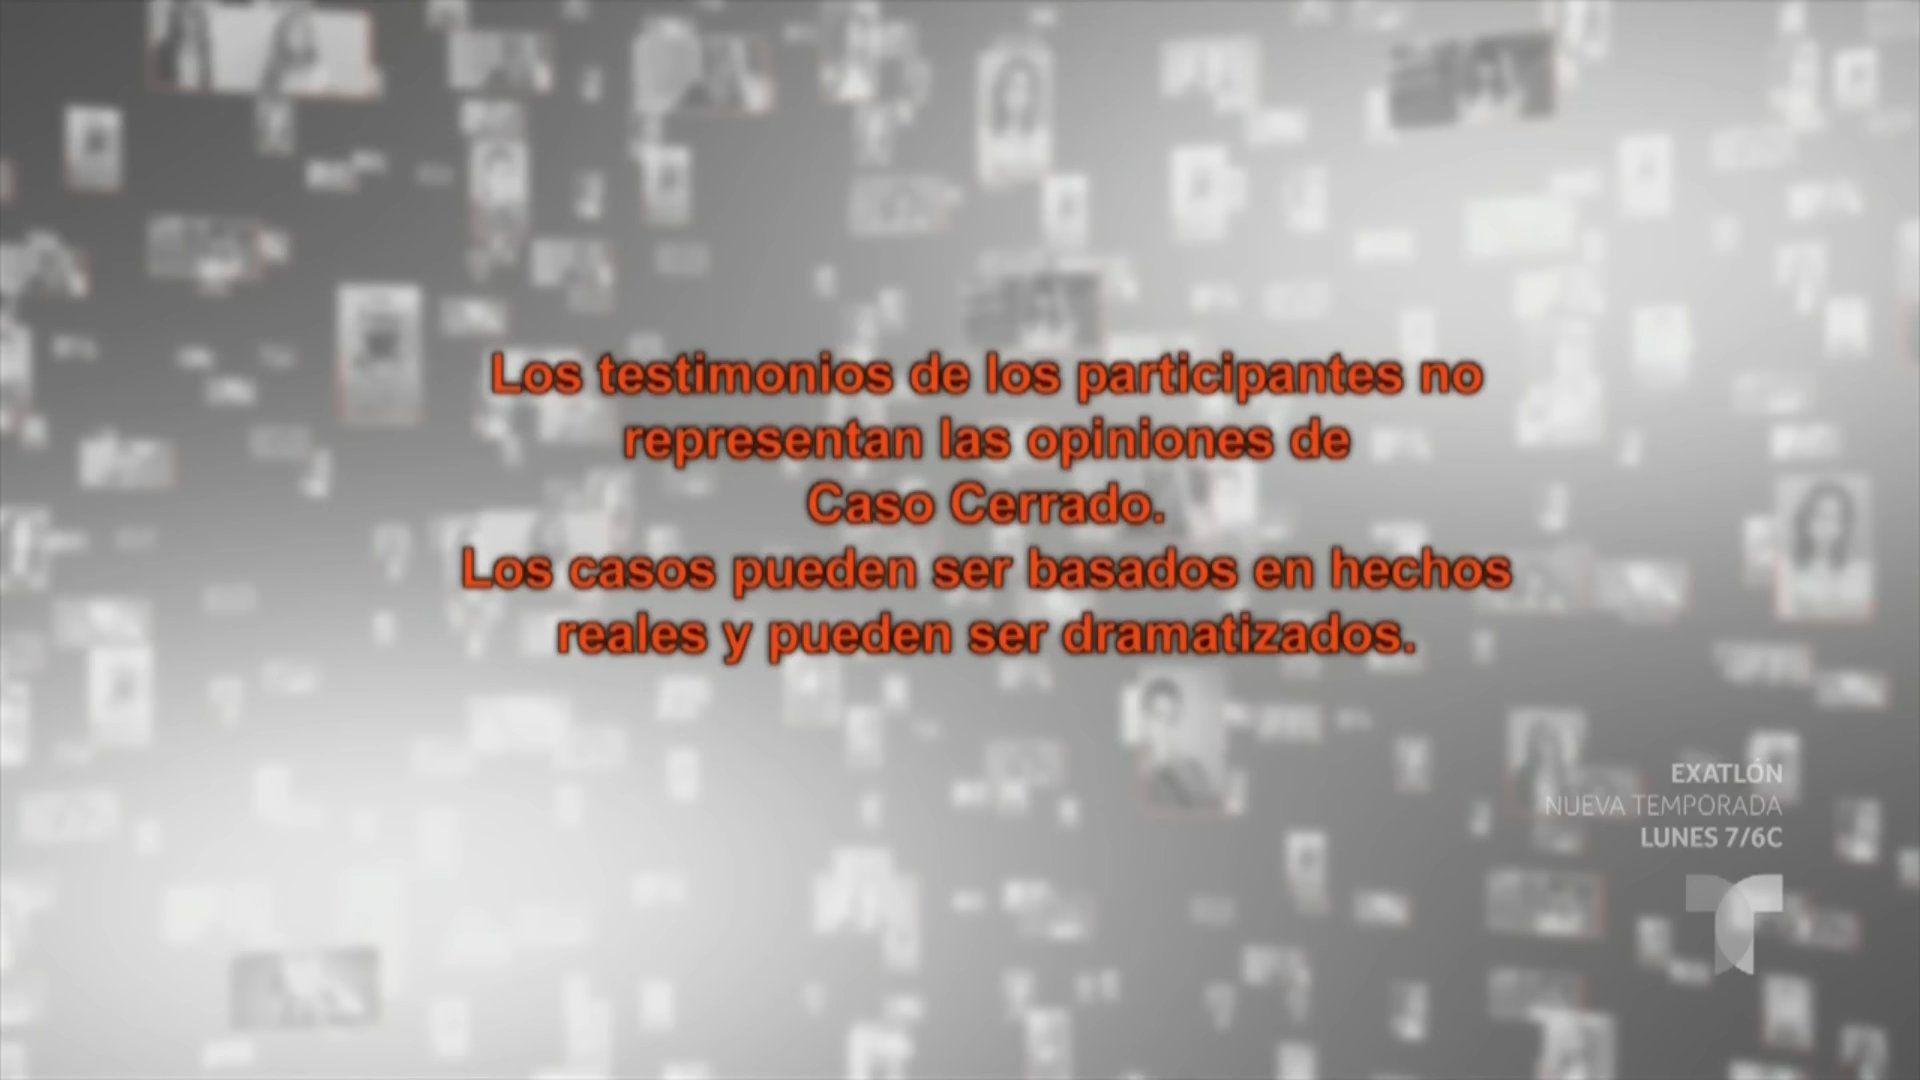 Los testimonios de los participantes no
representan las opiniones de
Caso Cerrado.
Los casos pueden ser basados en hechos
reales y pueden ser dramatizados.
EXATLÓN
NUEVA TEMPORADA
LUNES 7/6C